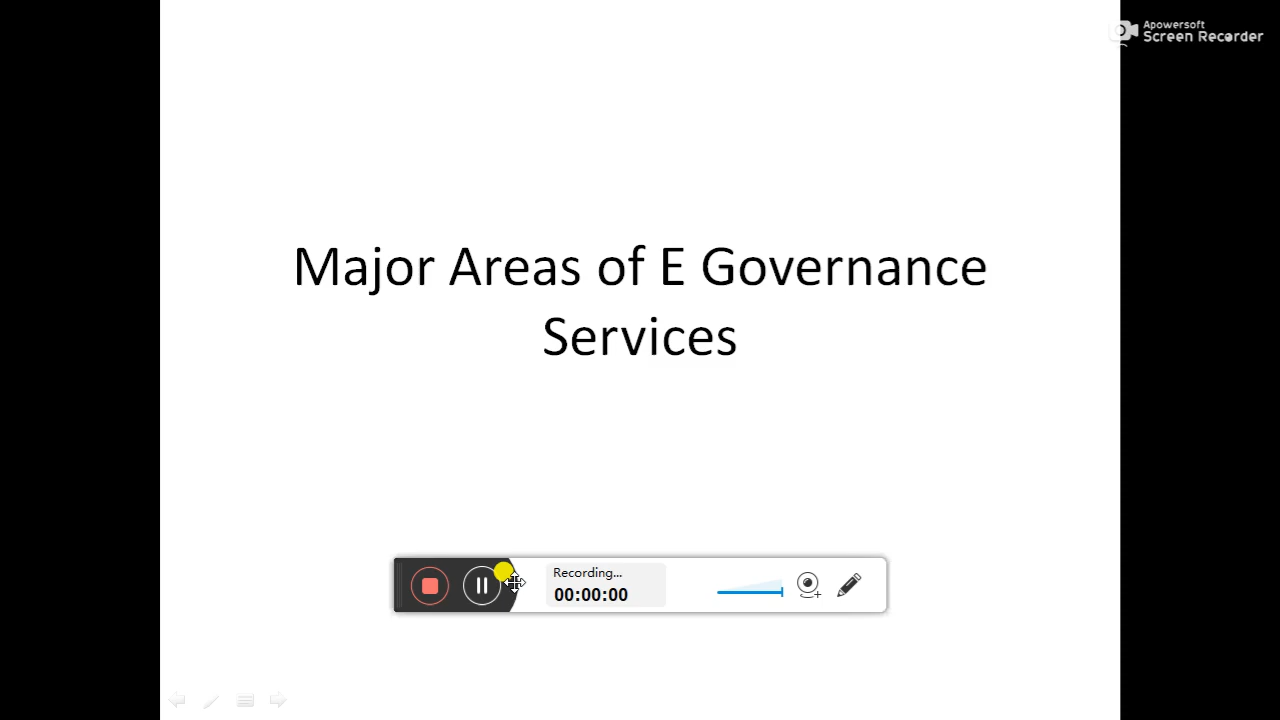 Apowersoft
Screen Recorder
Major Areas of E Governance
Services
Recording...
00:00:00